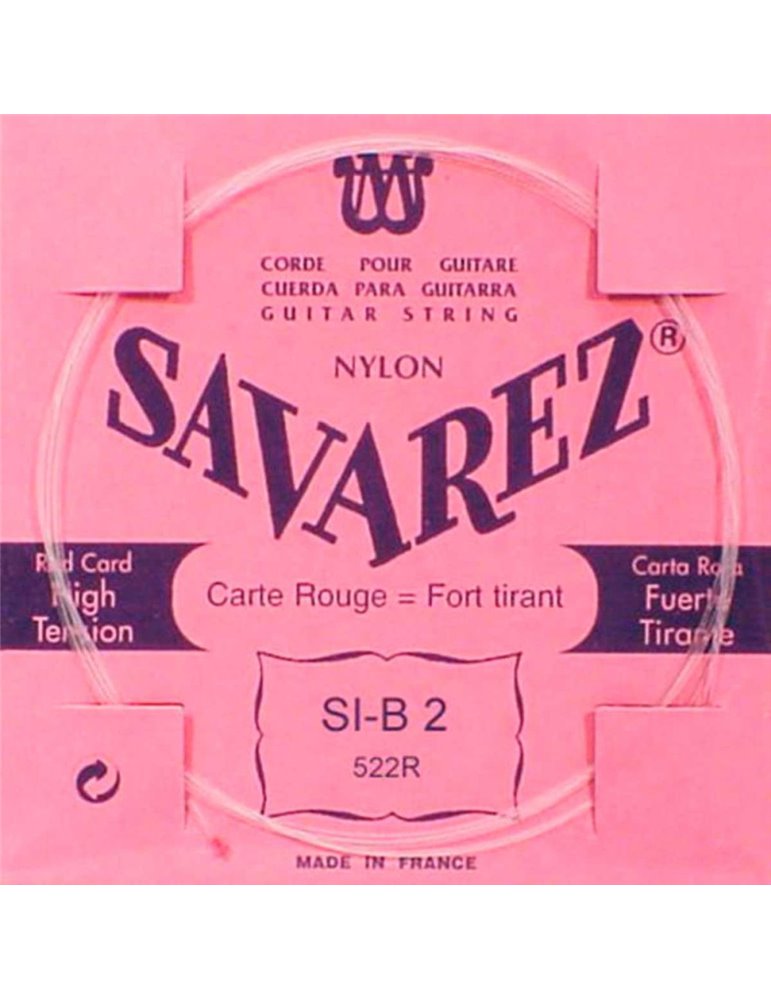 CORDE POUR GUITARE
CUERDA PARA GUITARRA
GUITAR STRING
NYLON
SAVAREZ®
Red Card
High
Tension
Carte Rouge = Fort tirant
Carta Roja
Fuerte
Tirante
SI-B 2
522R
MADE IN FRANCE